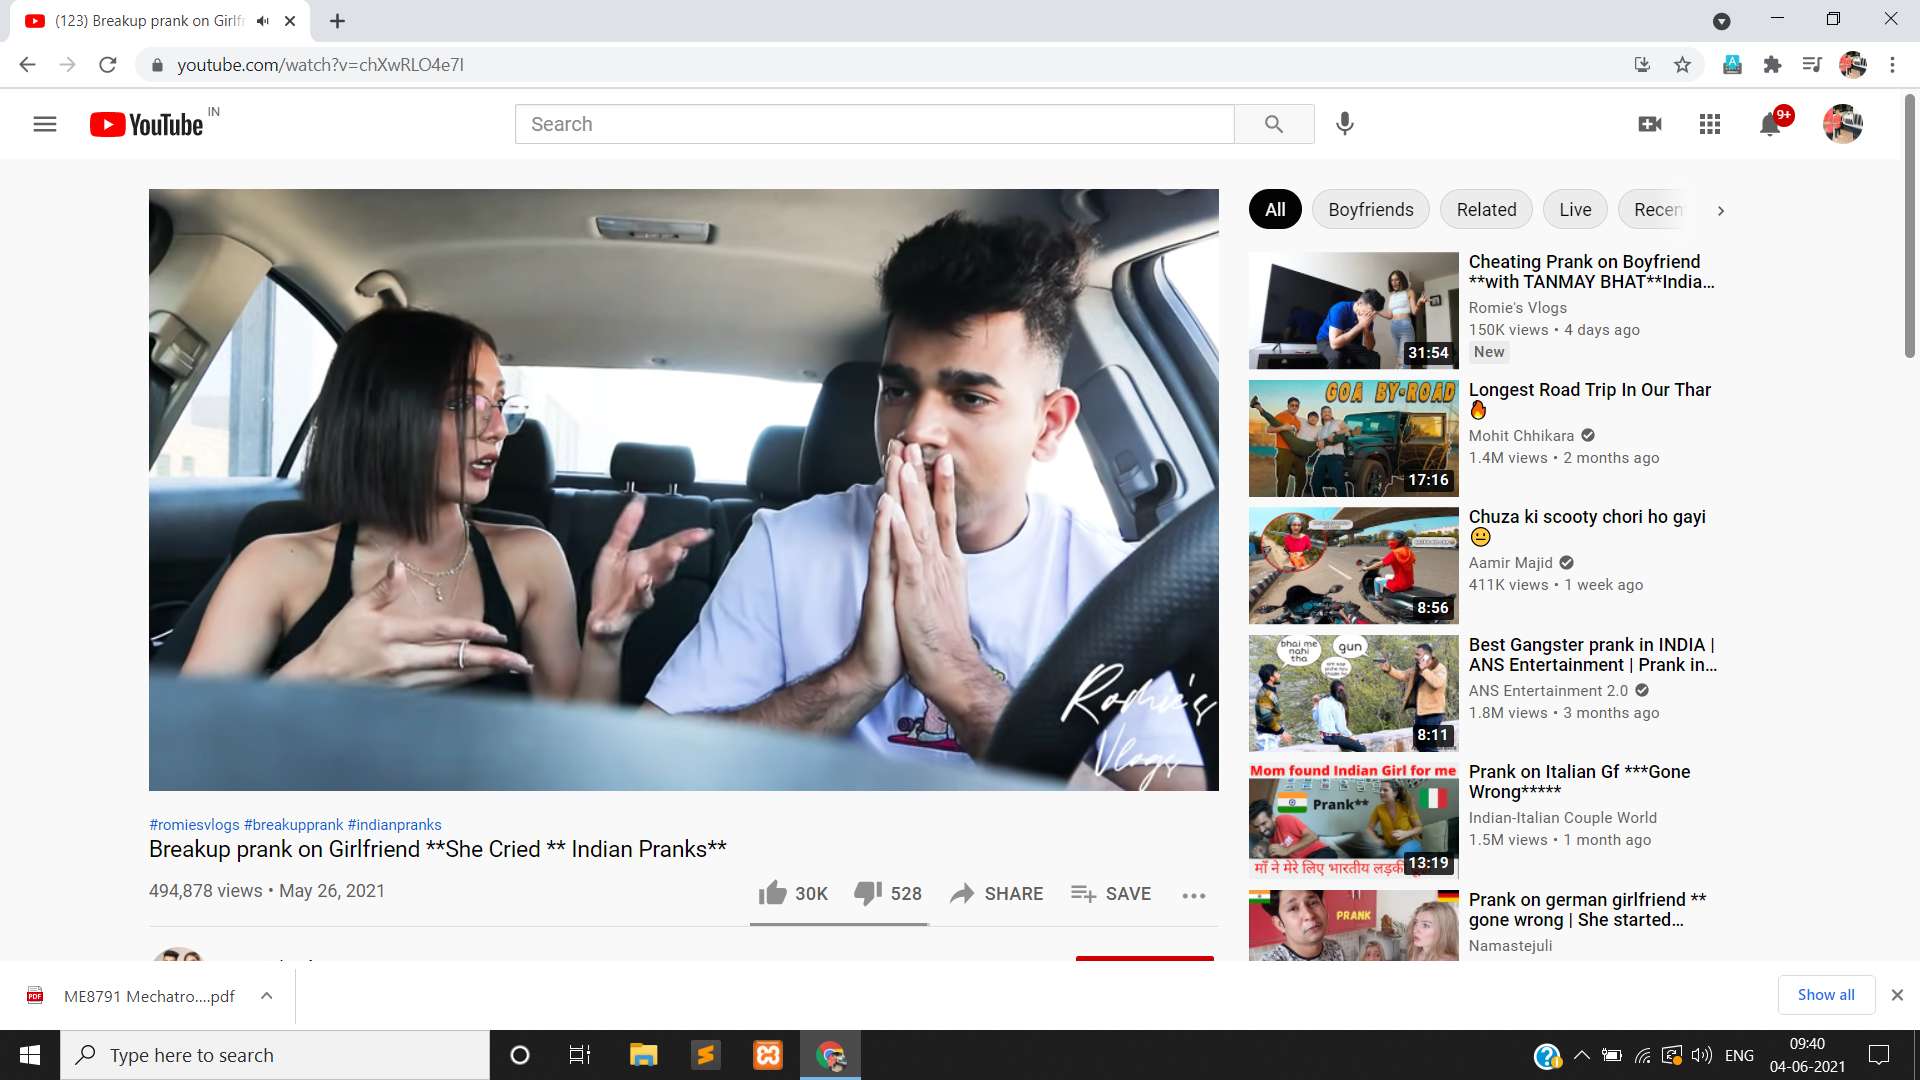 (123) Breakup prank on Girlf
youtube.com/watch?v=chXwRLO4e7I
YouTube IN
Search
9+
All
Boyfriends
Related
Live
Recen
Romie's
Vlogs
#romiesvlogs #breakupprank #indianpranks
Breakup prank on Girlfriend **She Cried ** Indian Pranks**
494,878 views • May 26, 2021
30K
528
SHARE
SAVE
31:54
Cheating Prank on Boyfriend
**with TANMAY BHAT**India...
Romie's Vlogs
150K views • 4 days ago
New
GOA BY-ROAD
17:16
Longest Road Trip In Our Thar
🔥
Mohit Chhikara
1.4M views • 2 months ago
8:56
Chuza ki scooty chori ho gayi
😐
Aamir Majid
411K views • 1 week ago
bhai me
nahi
tha
gun
8:11
Best Gangster prank in INDIA |
ANS Entertainment | Prank in...
ANS Entertainment 2.0
1.8M views • 3 months ago
Mom found Indian Girl for me
Prank**
माँ ने मेरे लिए भारतीय
13:19
Prank on Italian Gf ***Gone
Wrong*****
Indian-Italian Couple World
1.5M views • 1 month ago
PRANK
Prank on german girlfriend **
gone wrong | She started...
Namastejuli
PDF
ME8791 Mechatro....pdf
Show all
Type here to search
ENG
09:40
04-06-2021